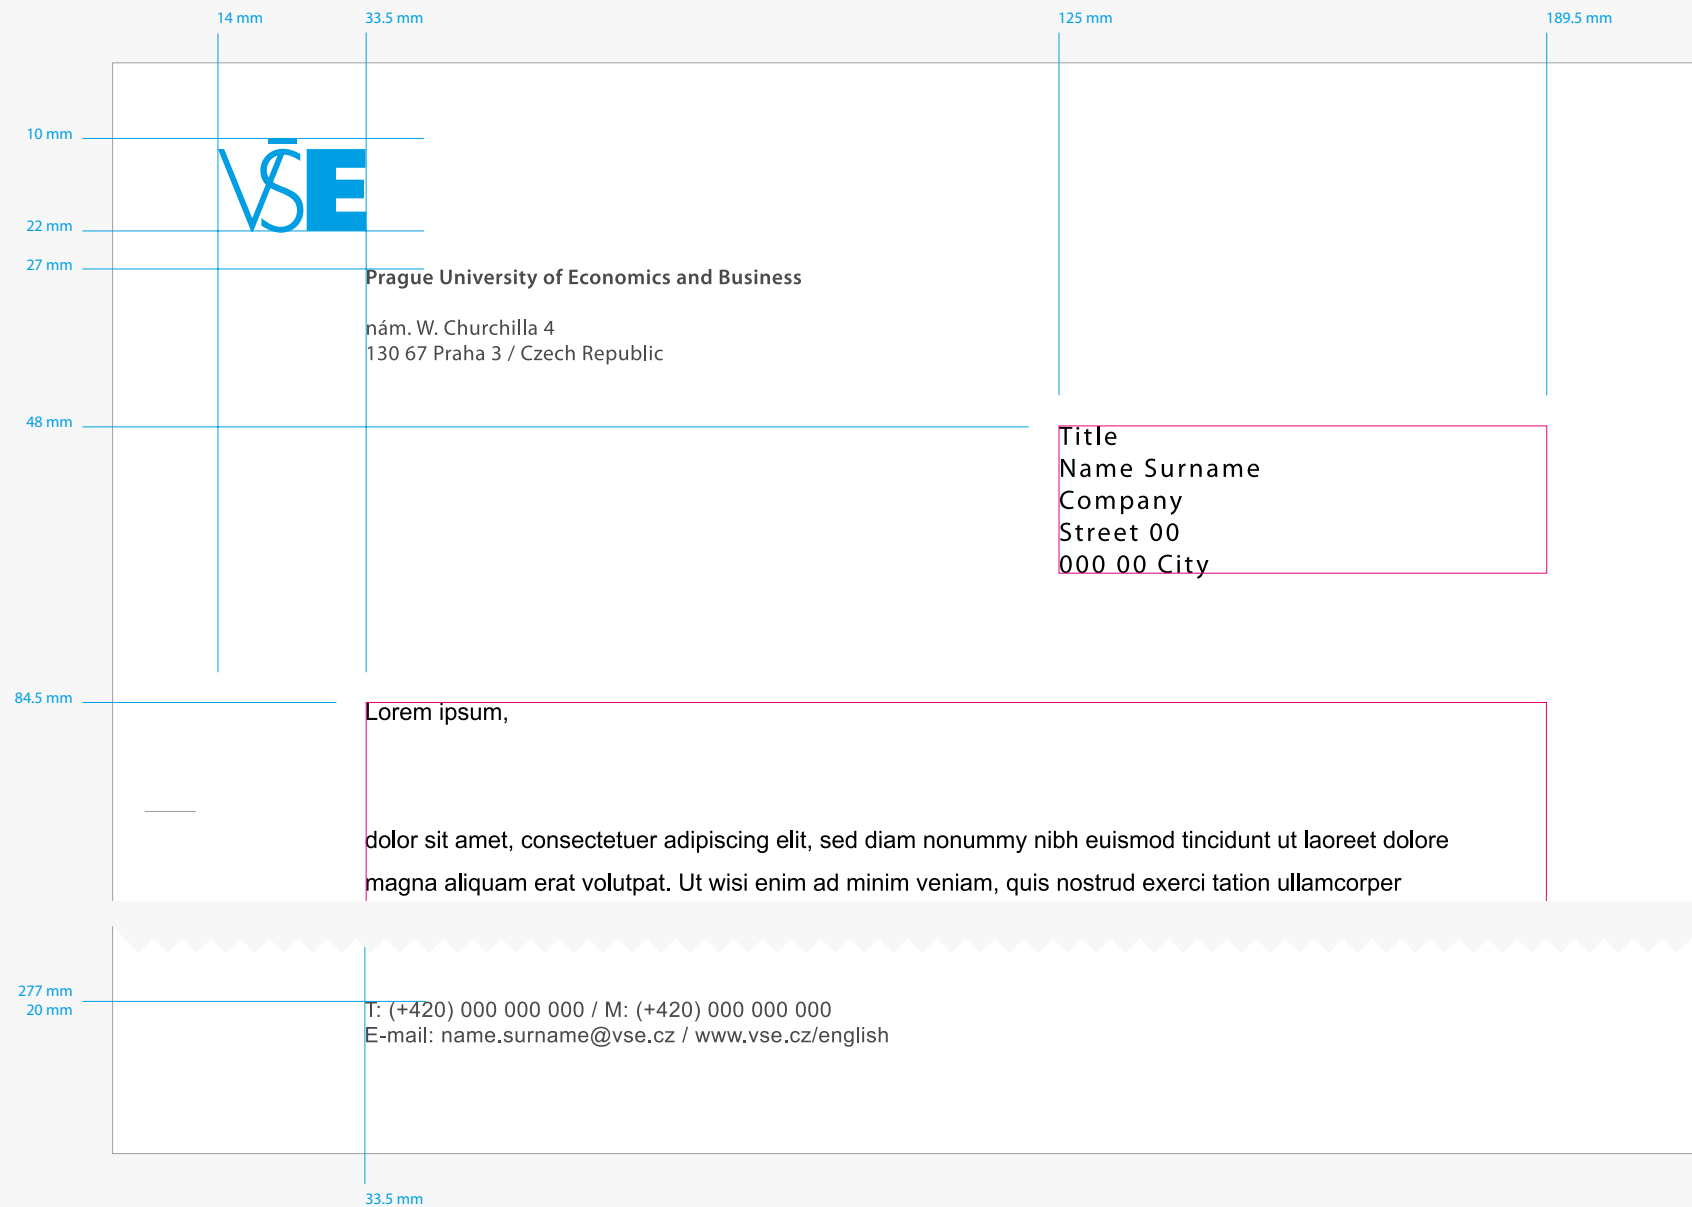 14 mm
33.5 mm
125 mm
189.5 mm
10 mm
VŠE
22 mm
27 mm
Prague University of Economics and Business
nám. W. Churchilla 4
130 67 Praha 3 / Czech Republic
48 mm
Title
Name Surname
Company
Street 00
000 00 City
84.5 mm
Lorem ipsum,
dolor sit amet, consectetuer adipiscing elit, sed diam nonummy nibh euismod tincidunt ut laoreet dolore
magna aliquam erat volutpat. Ut wisi enim ad minim veniam, quis nostrud exerci tation ullamcorper
277 mm
20 mm
T: (+420) 000 000 000 / M: (+420) 000 000 000
E-mail: name.surname@vse.cz / www.vse.cz/english
33.5 mm